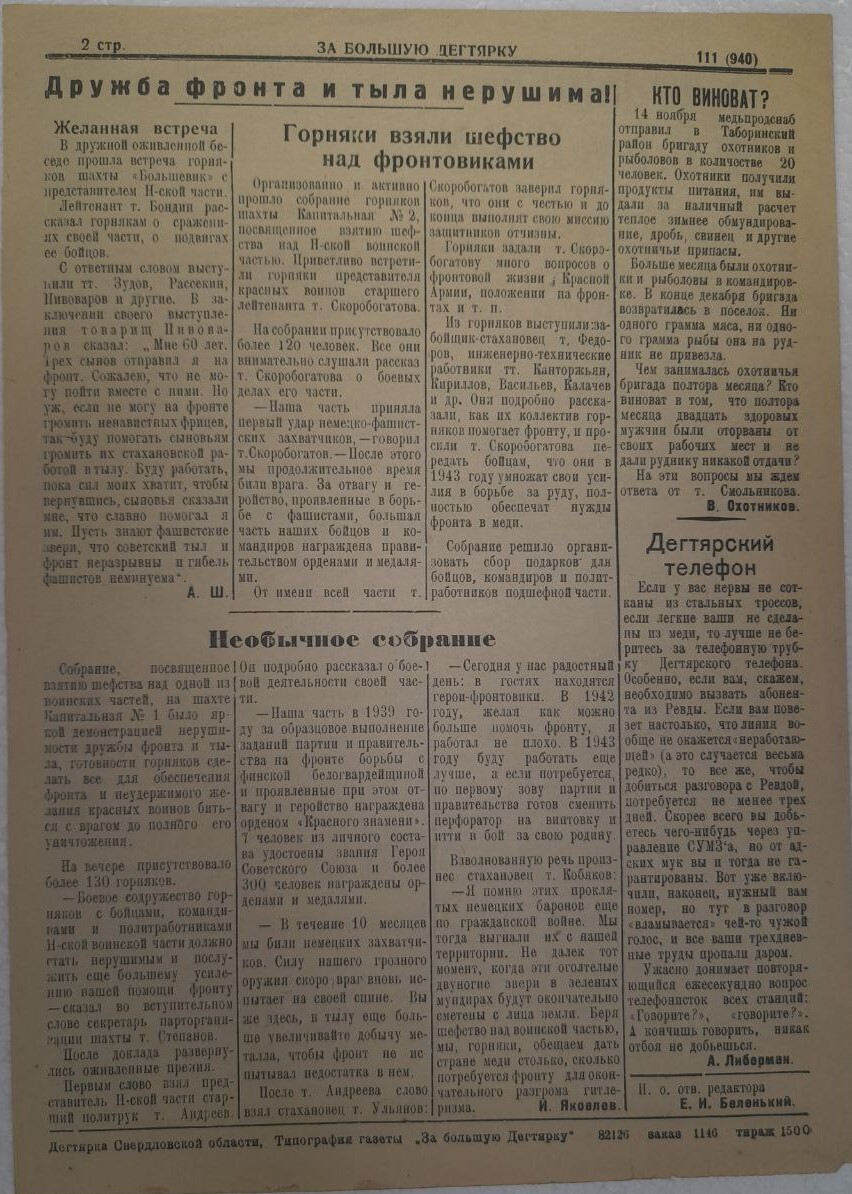 2 стр.
ЗА БОЛЬШУЮ ДЕГТЯРКУ
111 (940)
Дружба фронта и тыла нерушима!
Желанная встреча
В дружной оживленной бе-
седе прошла встреча горня-
ков шахты «Большевик» с
представителем Н-ской части.
Лейтенант т. Бондин рас-
сказал горнякам о сражени-
ях своей части, о подвигах
ее бойцов.
С ответным словом высту-
пили тт. Зудов, Рассекин,
Пивоваров и другие. В за-
ключении своего выступле-
ния товарищ Пивова-
ров сказал: „Мне 60 лет.
Трех сынов отправил я на
фронт. Сожалею, что не мо-
гу пойти вместе с ними. Но
уж, если не могу на фронте
громить ненавистных фрицев,
так буду помогать сыновьям
громить их стахановской ра-
ботой в тылу. Буду работать,
пока сил моих хватит, чтобы
вернувшись, сыновья сказали
мне, что славно помогал я
им. Пусть знают фашистские
звери, что советский тыл и
фронт неразрывны и гибель
фашистов неминуема“.
А. Ш.
Горняки взяли шефство
над фронтовиками
Организованно и активно
прошло собрание горняков
шахты Капитальная № 2,
посвященное взятию шеф-
ства над Н-ской воинской
частью. Приветливо встрети-
ли горняки представителя
красных воинов старшего
лейтенанта т. Скоробогатова.
На собрании присутствовало
более 120 человек. Все они
внимательно слушали рассказ
т. Скоробогатова о боевых
делах его части.
—Наша часть приняла
первый удар немецко-фашист-
ских захватчиков,—говорил
т.Скоробогатов.—После этого
мы продолжительное время
били врага. За отвагу и ге-
ройство, проявленные в борь-
бе с фашистами, большая
часть наших бойцов и ко-
мандиров награждена прави-
тельством орденами и медаля-
ми.
От имени всей части т.
Скоробогатов заверил горня-
ков, что они с честью и до
конца выполнят свою миссию
защитников отчизны.
Горняки задали т. Скоро-
богатову много вопросов о
фронтовой жизни Красной
Армии, положении на фрон-
тах и т. п.
Из горняков выступили: за-
бойщик-стахановец т. Федо-
ров, инженерно-технические
работники тт. Канторжьян,
Кириллов, Васильев, Калачев
и др. Они подробно расска-
зали, как их коллектив гор-
няков помогает фронту, и про-
сили т. Скоробогатова пе-
редать бойцам, что они в
1943 году умножат свои уси-
лия в борьбе за руду, пол-
ностью обеспечат нужды
фронта в меди.
Собрание решило органи-
зовать сбор подарков для
бойцов, командиров и полит-
работников подшефной части.
КТО ВИНОВАТ?
14 ноября медьпродснаб
отправил в Таборинский
район бригаду охотников и
рыболовов в количестве 20
человек. Охотники получили
продукты питания, им вы-
дали за наличный расчет
теплое зимнее обмундирова-
ние, дробь, свинец и другие
охотничьи припасы.
Больше месяца были охотни-
ки и рыболовы в командиров-
ке. В конце декабря бригада
возвратилась в поселок. Ни
одного грамма мяса, ни одно-
го грамма рыбы она на руд-
ник не привезла.
Чем занималась охотничья
бригада полтора месяца? Кто
виноват в том, что полтора
месяца двадцать здоровых
мужчин были оторваны от
своих рабочих мест и не
дали руднику никакой отдачи?
На эти вопросы мы ждем
ответа от т. Смольникова.
В. Охотников.
Дегтярский
телефон
Если у вас нервы не сот-
каны из стальных троссов,
если легкие ваши не сдела-
ны из меди, то лучше не бе-
ритесь за телефонную труб-
ку Дегтярского телефона.
Особенно, если вам, скажем,
необходимо вызвать абонен-
та из Ревды. Если вам пове-
зет настолько, что линия во-
обще не окажется«неработаю-
щей» (а это случается весьма
редко), то все же, чтобы
добиться разговора с Ревдой,
потребуется не менее трех
дней. Скорее всего вы добь-
етесь чего-нибудь через уп-
равление СУМЗ'а, но от ад-
ских мук вы и тогда не га-
рантированы. Вот уже вклю-
чили, наконец, нужный вам
номер, но тут в разговор
«вламывается» чей-то чужой
голос, и все ваши трехднев-
ные труды пропали даром.
Ужасно донимает повторя-
ющийся ежесекундно вопрос
телефонисток всех станций:
«Говорите?», «говорите?».
А кончишь говорить, никак
отбоя не добьешься.
А. Либерман.
И. о. отв. редактора
Е. И. Беленький.
Необычное собрание
Собрание, посвященное
взятию шефства над одной из
воинских частей, на шахте
Капитальная № 1 было яр-
кой демонстрацией неруши-
мости дружбы фронта и ты-
ла, готовности горняков сде-
лать все для обеспечения
фронта и неудержимого же-
лания красных воинов бить-
ся с врагом до полного его
уничтожения.
На вечере присутствовало
более 130 горняков.
—Боевое содружество гор-
няков с бойцами, команди-
рами и политработниками
Н-ской воинской части должно
стать нерушимым и послу-
жить еще большему усиле-
нию нашей помощи фронту
—сказал во вступительном
слове секретарь парторгани-
зации шахты т. Степанов.
После доклада разверну-
лись оживленные прения.
Первым слово взял пред-
ставитель Н-ской части стар-
ший политрук т. Андреев.
Он подробно рассказал о бое-
вой деятельности своей час-
ти.
—Наша часть в 1939 го-
ду за образцовое выполнение
заданий партии и правитель-
ства на фронте борьбы с
финской белогвардейщиной
и проявленные при этом от-
вагу и геройство награждена
орденом «Красного знамени».
7 человек из личного соста-
ва удостоены звания Героя
Советского Союза и более
300 человек награждены ор-
денами и медалями.
— В течение 10 месяцев
мы били немецких захватчи-
ков. Силу нашего грозного
оружия скоро враг вновь ис-
пытает на своей спине. Вы
же здесь, в тылу еще боль-
ше увеличивайте добычу ме-
талла, чтобы фронт не ис-
пытывал недостатка в нем.
После т. Андреева слово
взял стахановец т. Ульянов:
—Сегодня у нас радостный
день: в гостях находятся
герои-фронтовики. В 1942
году, желая как можно
больше помочь фронту, я
работал не плохо. В 1943
году буду работать еще
лучше, а если потребуется,
по первому зову партии и
правительства готов сменить
перфоратор на винтовку и
итти в бой за свою родину.
Взволнованную речь произ-
нес стахановец т. Кобяков:
—Я помню этих прокля-
тых немецких баронов еще
по гражданской войне. Мы
тогда выгнали их с нашей
территории. Не далек тот
момент, когда эти оголтелые
двуногие звери в зеленых
мундирах будут окончательно
сметены с лица земли. Беря
шефство над воинской частью,
мы, горняки, обещаем дать
стране меди столько, сколько
потребуется фронту для окон-
чательного разгрома гитле-
ризма.
И. Яковлев.
Дегтярка Свердловской области, Типография газеты „За большую Дегтярку“ 82126 заказ 1146 тираж 1500